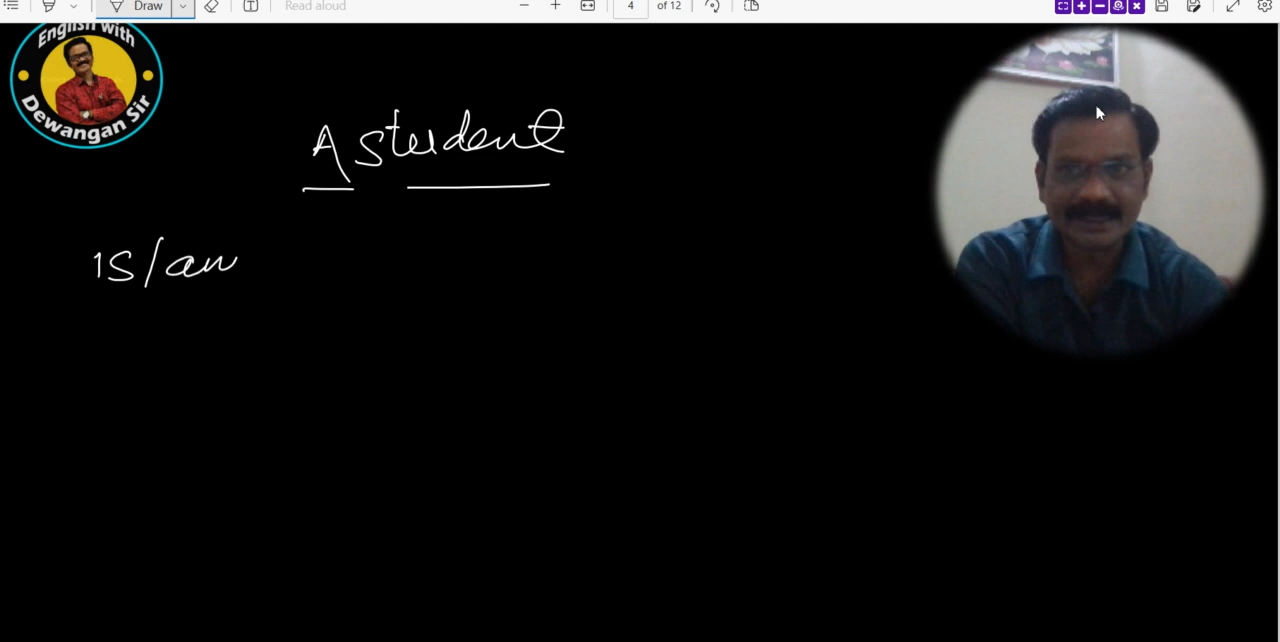 Draw
Read aloud
4 of 12
English with
Dewangan Sir
A student
is/am